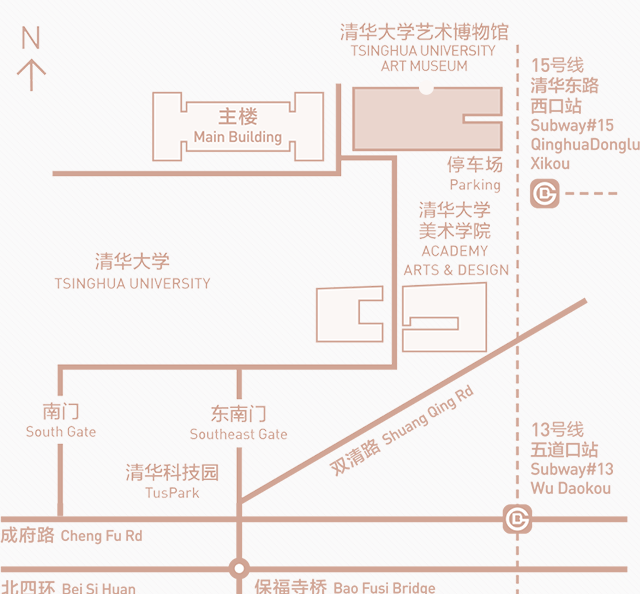 N
清华大学艺术博物馆
TSINGHUA UNIVERSITY
ART MUSEUM
15号线
清华东路
西口站
Subway#15
QinghuaDonglu
Xikou
主楼
Main Building
停车场
Parking
清华大学
美术学院
ACADEMY
ARTS & DESIGN
清华大学
TSINGHUA UNIVERSITY
南门
South Gate
东南门
Southeast Gate
双清路 Shuang Qing Rd
清华科技园
TusPark
13号线
五道口站
Subway#13
Wu Daokou
成府路 Cheng Fu Rd
北四环 Bei Si Huan
保福寺桥 Bao Fusi Bridge